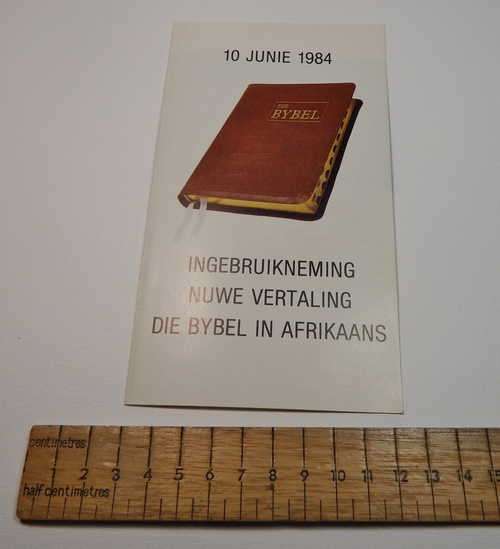 10 JUNIE 1984
DIE
BYBEL
INGEBRUIKNEMING
NUWE VERTALING
DIE BYBEL IN AFRIKAANS
centimetres
1 2 3 4 5 6 7 8 9 10 11 12 13 14 15
half centimetres